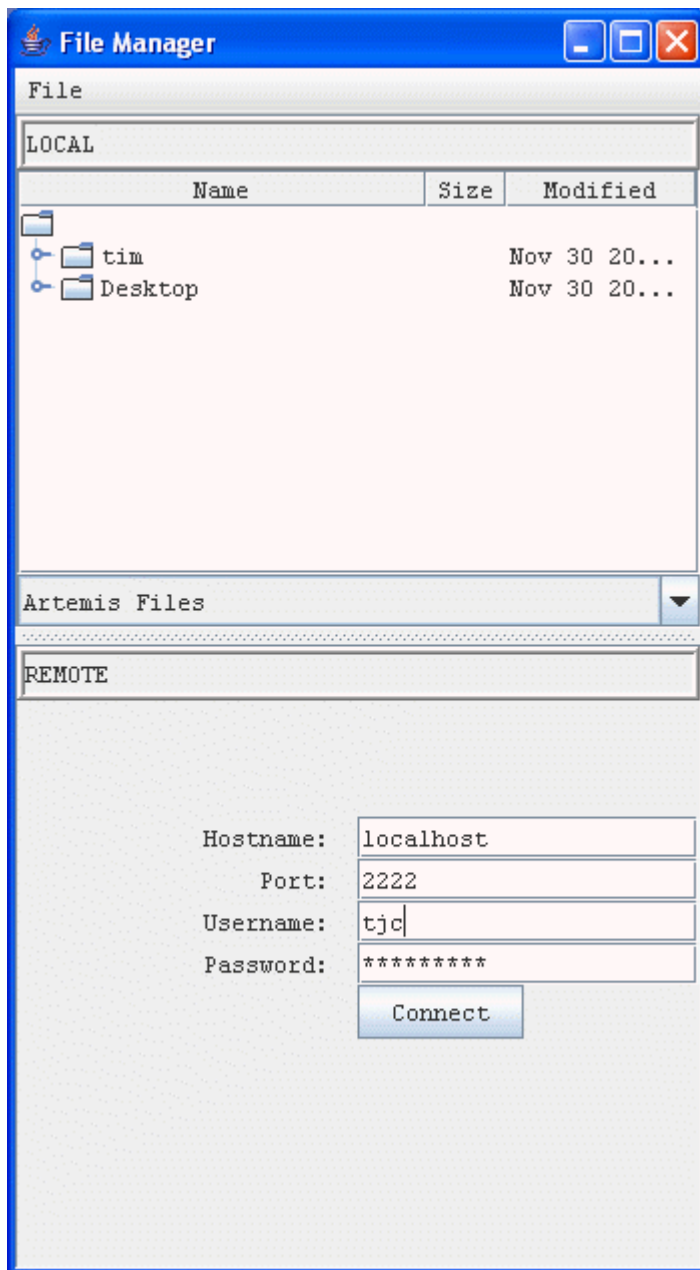 File Manager
File
LOCAL
Name Size Modified
tim Nov 30 20...
Desktop Nov 30 20...
Artemis Files
REMOTE
Hostname: localhost
Port: 2222
Username: tjc
Password: *********
Connect